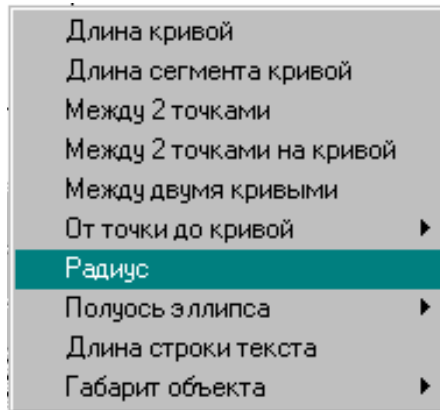 Длина кривой
Длина сегмента кривой
Между 2 точками
Между 2 точками на кривой
Между двумя кривыми
От точки до кривой
Радиус
Полуось эллипса
Длина строки текста
Габарит объекта